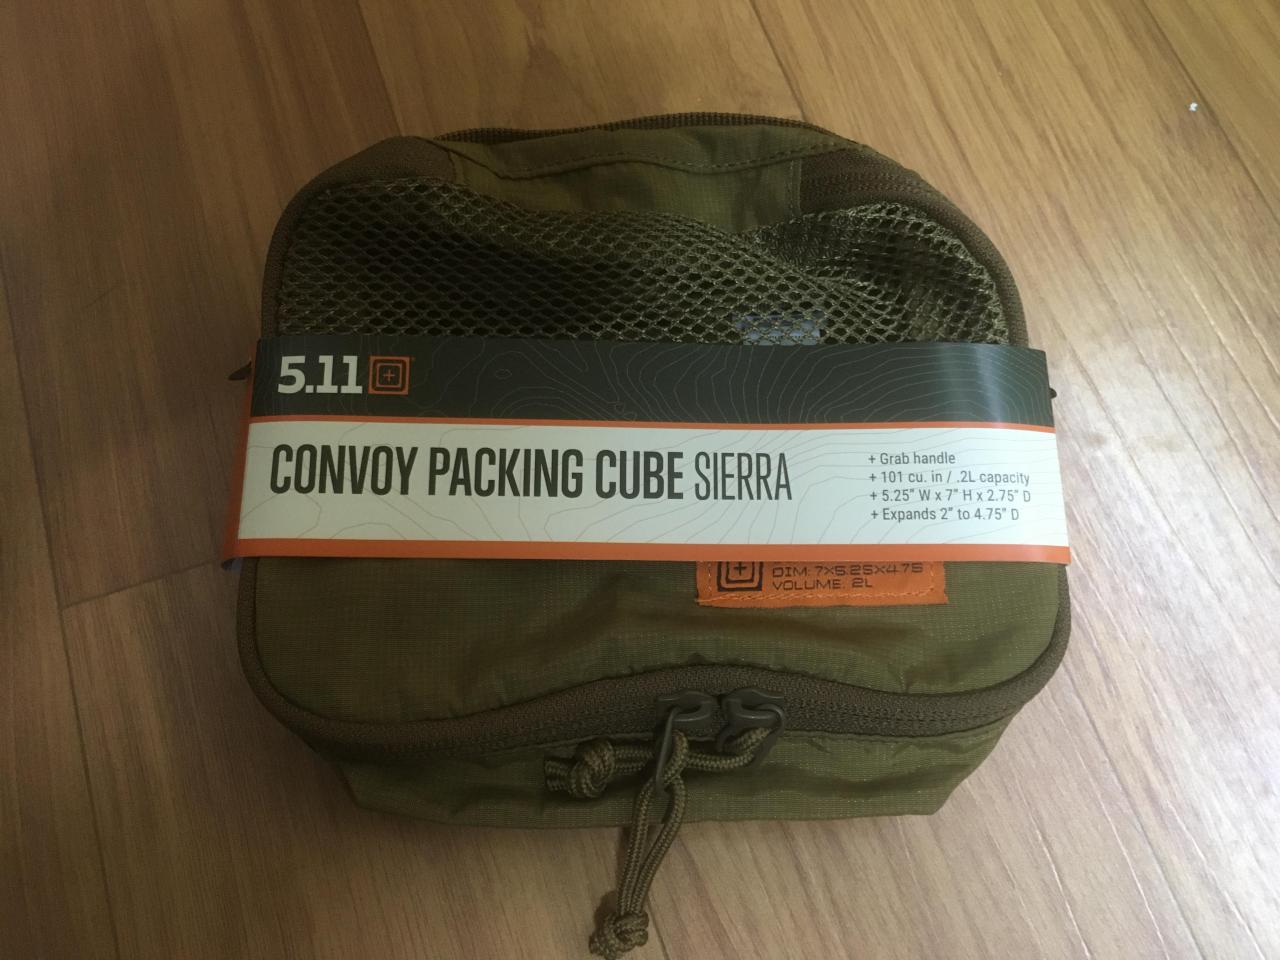 5.11
CONVOY PACKING CUBE SIERRA
+ Grab handle
+ 101 cu. in / .2L capacity
+ 5.25" W x 7" H x 2.75" D
+ Expands 2" to 4.75" D
DIM: 7x5.25x4.75
VOLUME: 2L